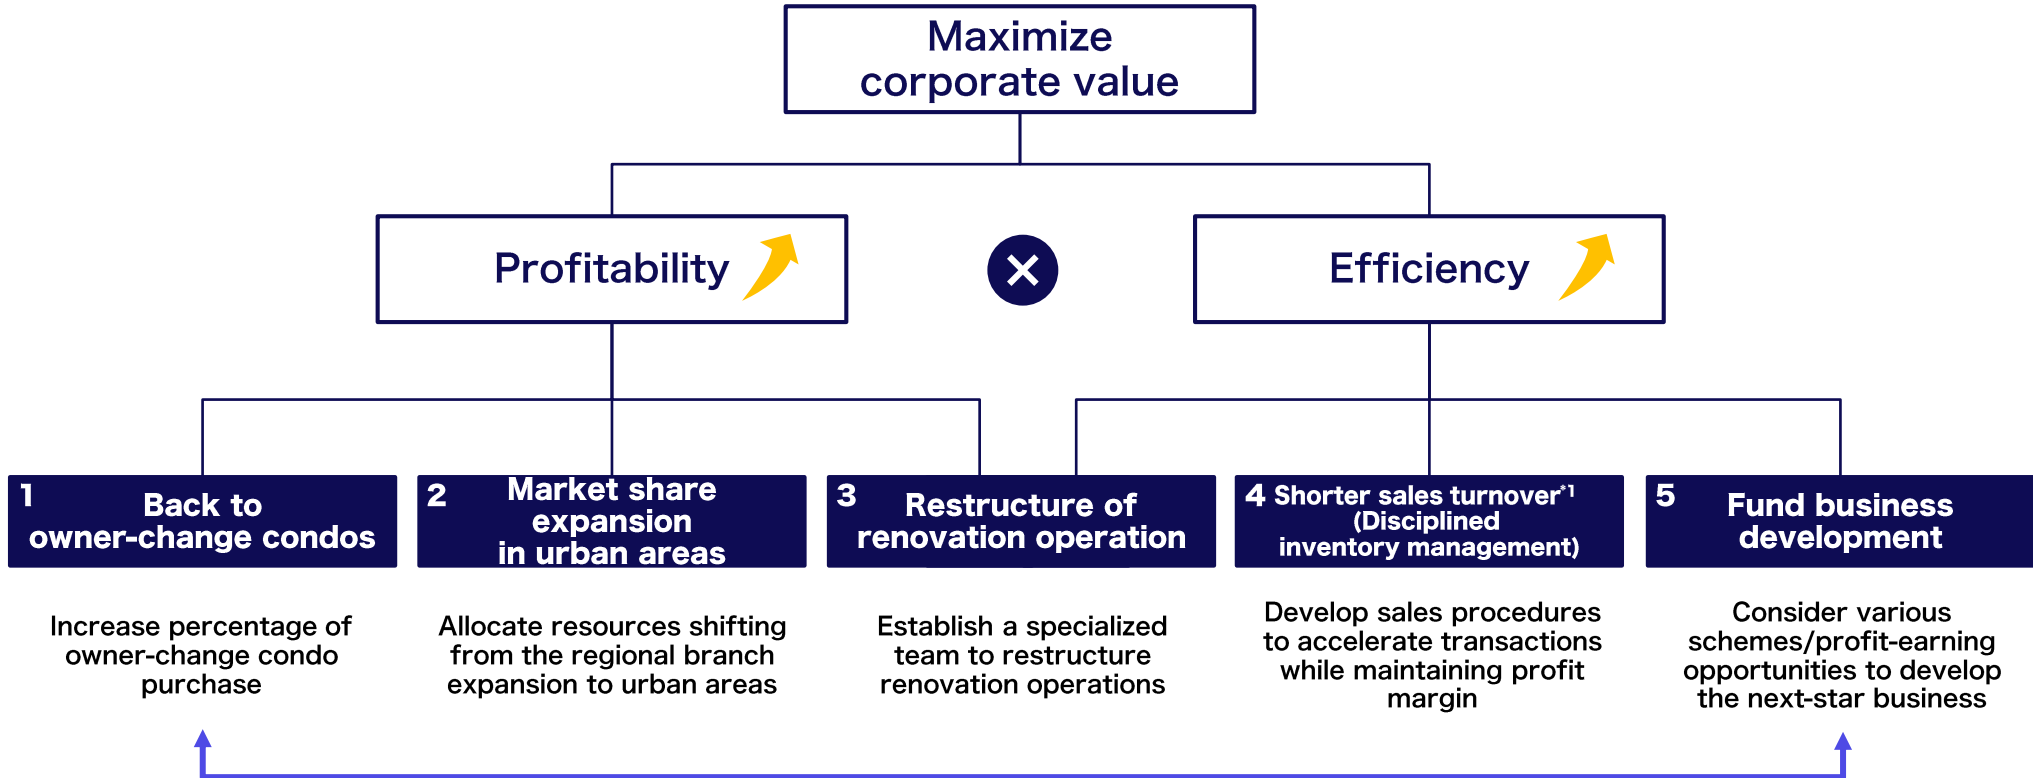 Maximize
corporate value
Profitability
Efficiency
1
Back to
owner-change condos
2
Market share
expansion
in urban areas
3
Restructure of
renovation operation
4 Shorter sales turnover*1
(Disciplined
inventory management)
5
Fund business
development
Increase percentage of
owner-change condo
purchase
Allocate resources shifting
from the regional branch
expansion to urban areas
Establish a specialized
team to restructure
renovation operations
Develop sales procedures
to accelerate transactions
while maintaining profit
margin
Consider various
schemes/profit-earning
opportunities to develop
the next-star business